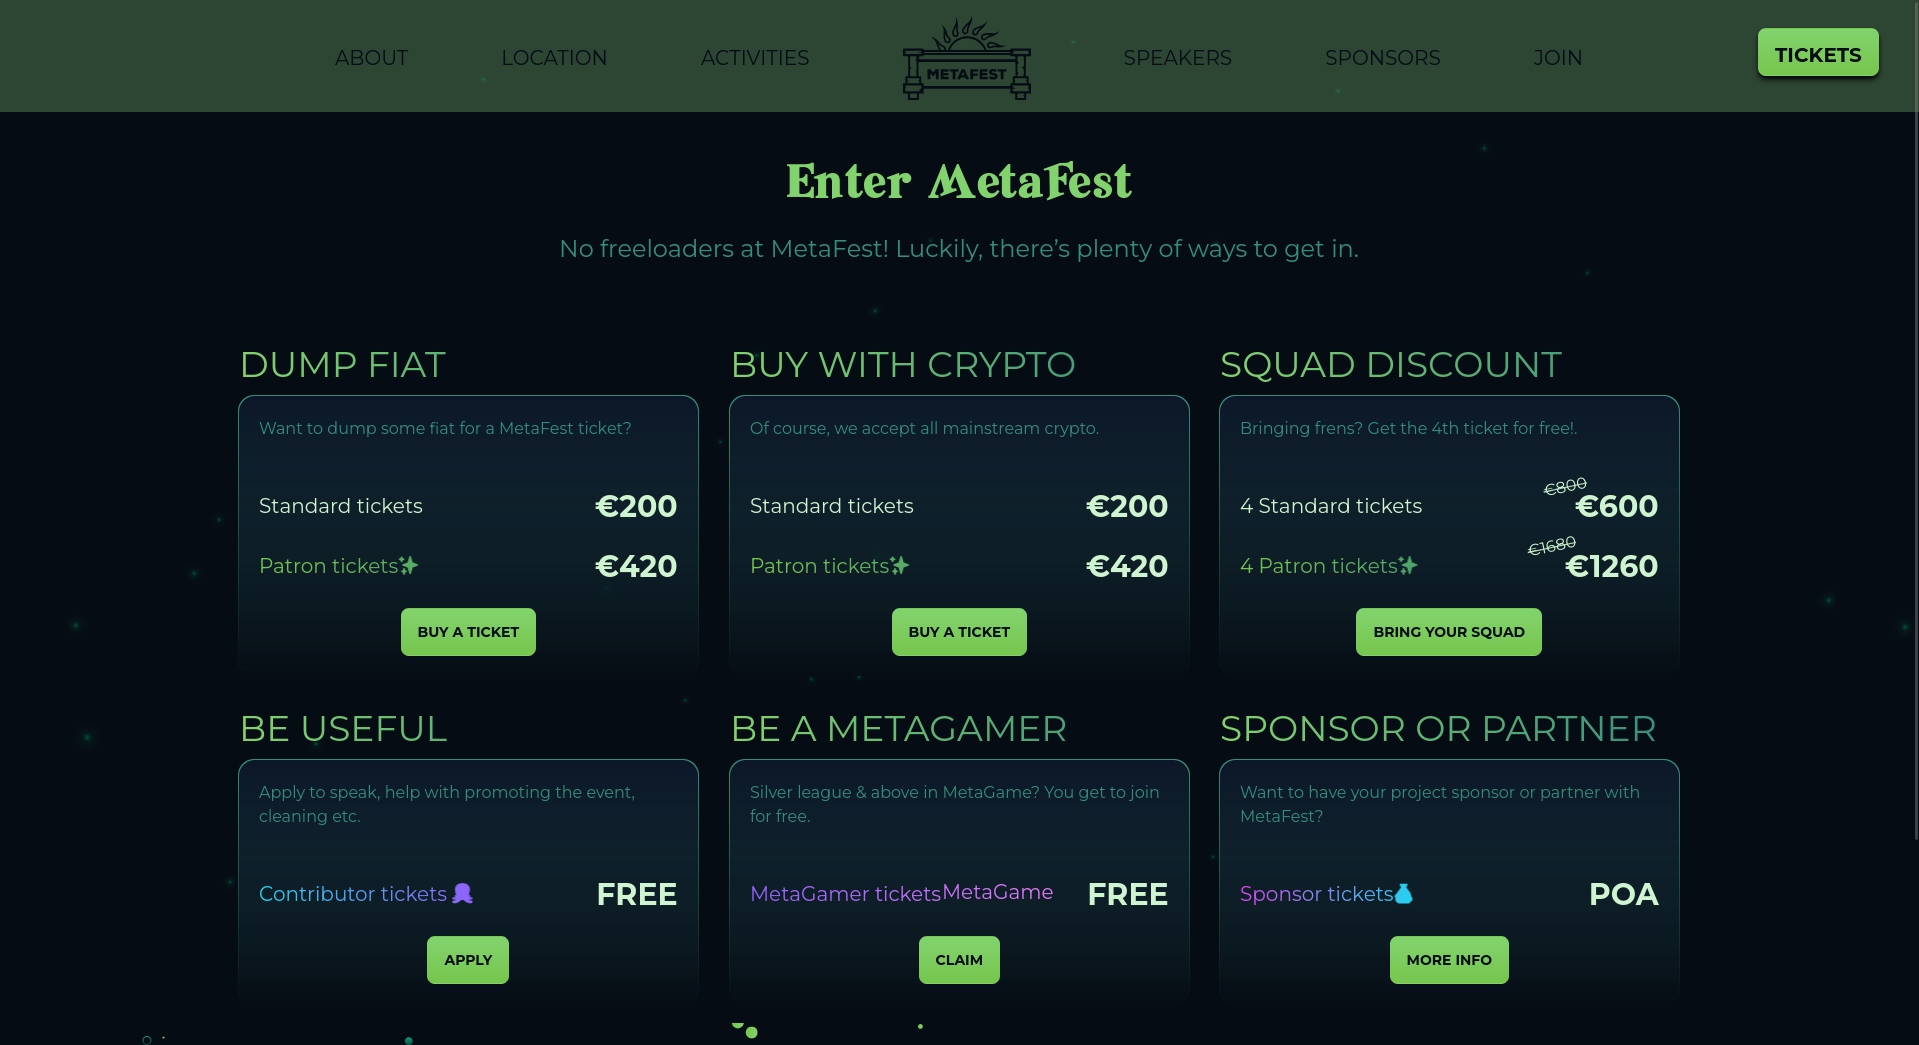 ABOUT
LOCATION
ACTIVITIES
METAFEST
SPEAKERS
SPONSORS
JOIN
TICKETS
Enter MetaFest
No freeloaders at MetaFest! Luckily, there’s plenty of ways to get in.
DUMP FIAT
Want to dump some fiat for a MetaFest ticket?
Standard tickets €200
Patron tickets €420
BUY A TICKET
BUY WITH CRYPTO
Of course, we accept all mainstream crypto.
Standard tickets €200
Patron tickets €420
BUY A TICKET
SQUAD DISCOUNT
Bringing frens? Get the 4th ticket for free!.
4 Standard tickets €800 €600
4 Patron tickets €1680 €1260
BRING YOUR SQUAD
BE USEFUL
Apply to speak, help with promoting the event,
cleaning etc.
Contributor tickets FREE
APPLY
BE A METAGAMER
Silver league & above in MetaGame? You get to join
for free.
MetaGamer tickets MetaGame FREE
CLAIM
SPONSOR OR PARTNER
Want to have your project sponsor or partner with
MetaFest?
Sponsor tickets POA
MORE INFO